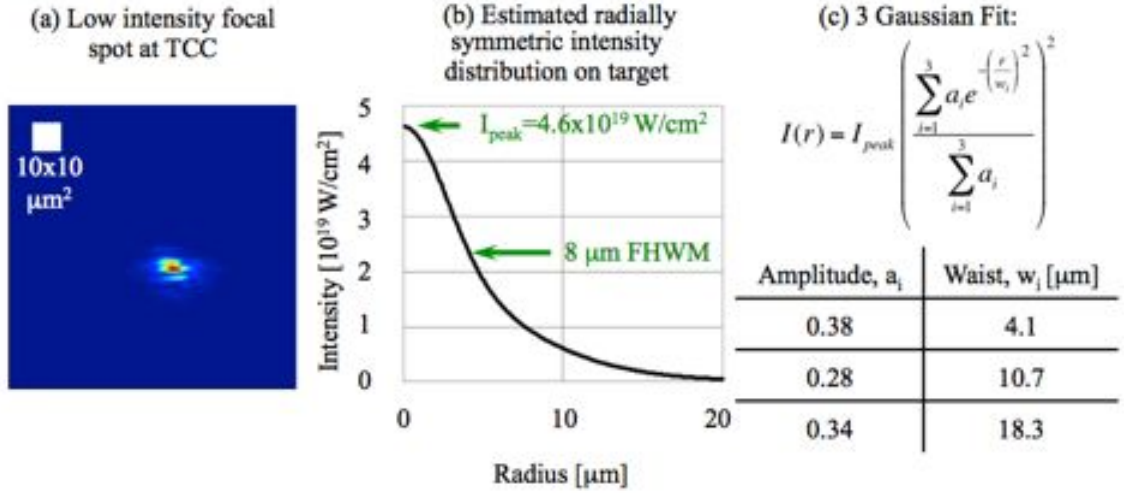 (a) Low intensity focal
spot at TCC
10x10
μm²
(b) Estimated radially
symmetric intensity
distribution on target
Intensity [10¹⁹ W/cm²]
5
4
3
2
1
0
I_peak=4.6x10¹⁹ W/cm²
8 μm FHWM
0
10
20
Radius [μm]
(c) 3 Gaussian Fit:
I(r) = I_peak ( ∑_{i=1}^{3} a_i e^{-(r/w_i)^2} / ∑_{i=1}^{3} a_i )^2
Amplitude, a_i Waist, w_i [μm]
0.38 4.1
0.28 10.7
0.34 18.3